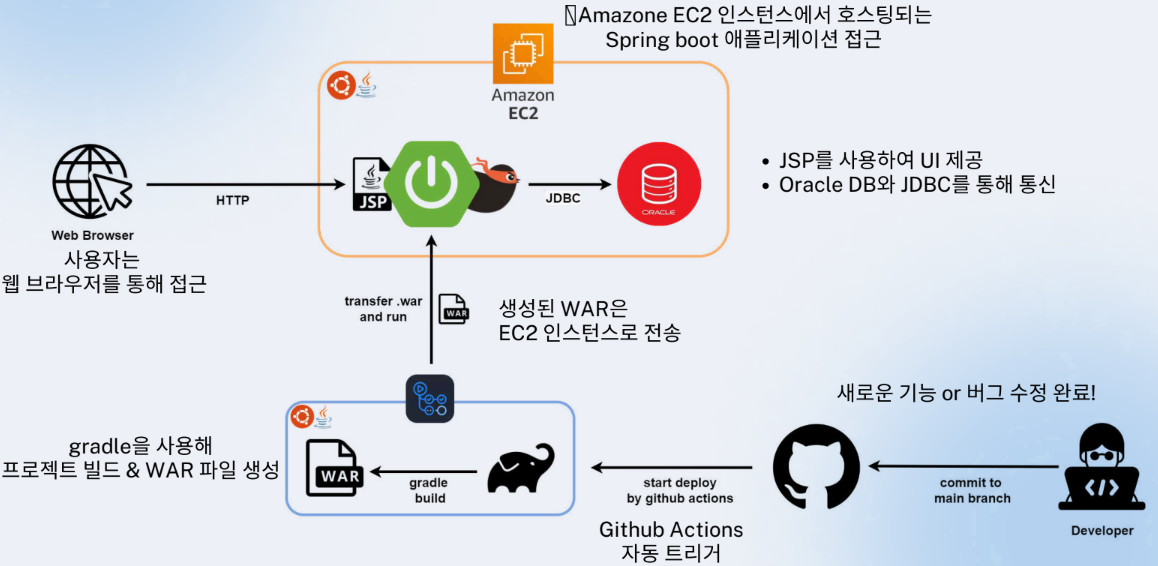 Amazone EC2 인스턴스에서 호스팅되는
Spring boot 애플리케이션 접근
Amazon
EC2
JSP
HTTP
JDBC
ORACLE
JSP를 사용하여 UI 제공
Oracle DB와 JDBC를 통해 통신
Web Browser
사용자는
웹 브라우저를 통해 접근
transfer .war
and run
WAR
생성된 WAR은
EC2 인스턴스로 전송
새로운 기능 or 버그 수정 완료!
gradle을 사용해
프로젝트 빌드 & WAR 파일 생성
WAR
gradle
build
start deploy
by github actions
commit to
main branch
Github Actions
자동 트리거
Developer